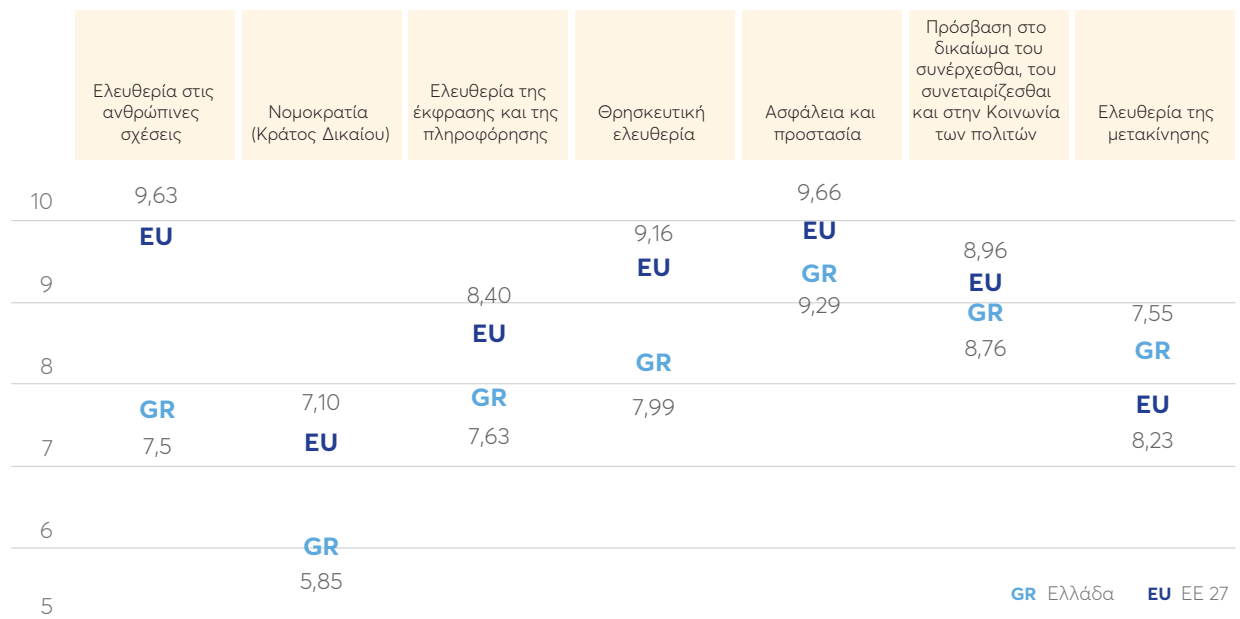 Ελευθερία στις
ανθρώπινες
σχέσεις
Νομοκρατία
(Κράτος Δικαίου)
Ελευθερία της
έκφρασης και της
πληροφόρησης
Θρησκευτική
ελευθερία
Ασφάλεια και
προστασία
Πρόσβαση στο
δικαίωμα του
συνέρχεσθαι, του
συνεταιρίζεσθαι
και στην Κοινωνία
των πολιτών
Ελευθερία της
μετακίνησης
10
9
8
7
6
5
9,63
EU
GR
7,5
7,10
EU
GR
5,85
8,40
EU
GR
7,63
9,16
EU
GR
7,99
9,66
EU
GR
9,29
8,96
EU
GR
8,76
7,55
GR
EU
8,23
GR Ελλάδα EU ΕΕ 27